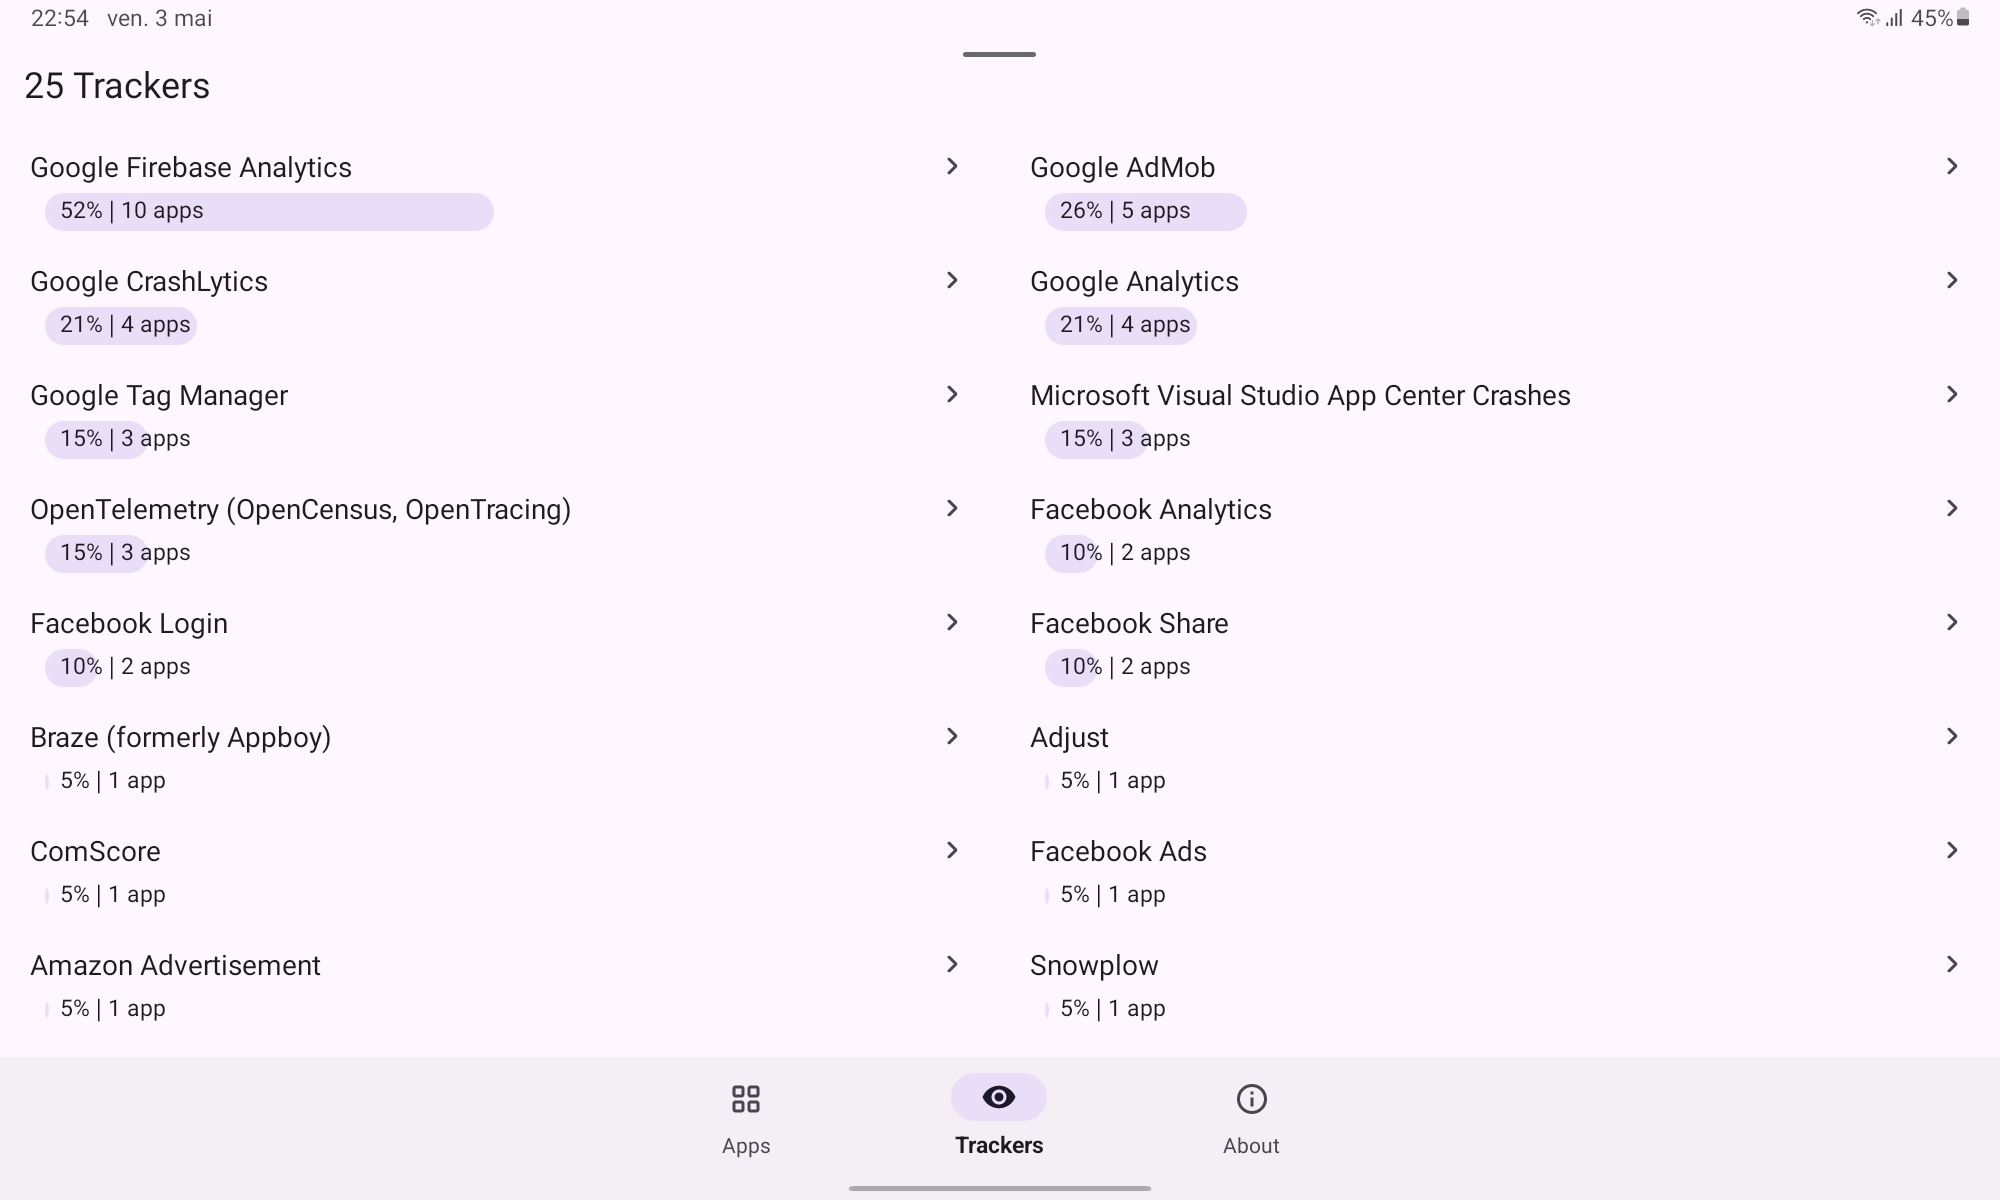 22:54 ven. 3 mai
45%
25 Trackers
Google Firebase Analytics
52% | 10 apps
Google AdMob
26% | 5 apps
Google CrashLytics
21% | 4 apps
Google Analytics
21% | 4 apps
Google Tag Manager
15% | 3 apps
Microsoft Visual Studio App Center Crashes
15% | 3 apps
OpenTelemetry (OpenCensus, OpenTracing)
15% | 3 apps
Facebook Analytics
10% | 2 apps
Facebook Login
10% | 2 apps
Facebook Share
10% | 2 apps
Braze (formerly Appboy)
5% | 1 app
Adjust
5% | 1 app
ComScore
5% | 1 app
Facebook Ads
5% | 1 app
Amazon Advertisement
5% | 1 app
Snowplow
5% | 1 app
Apps
Trackers
About